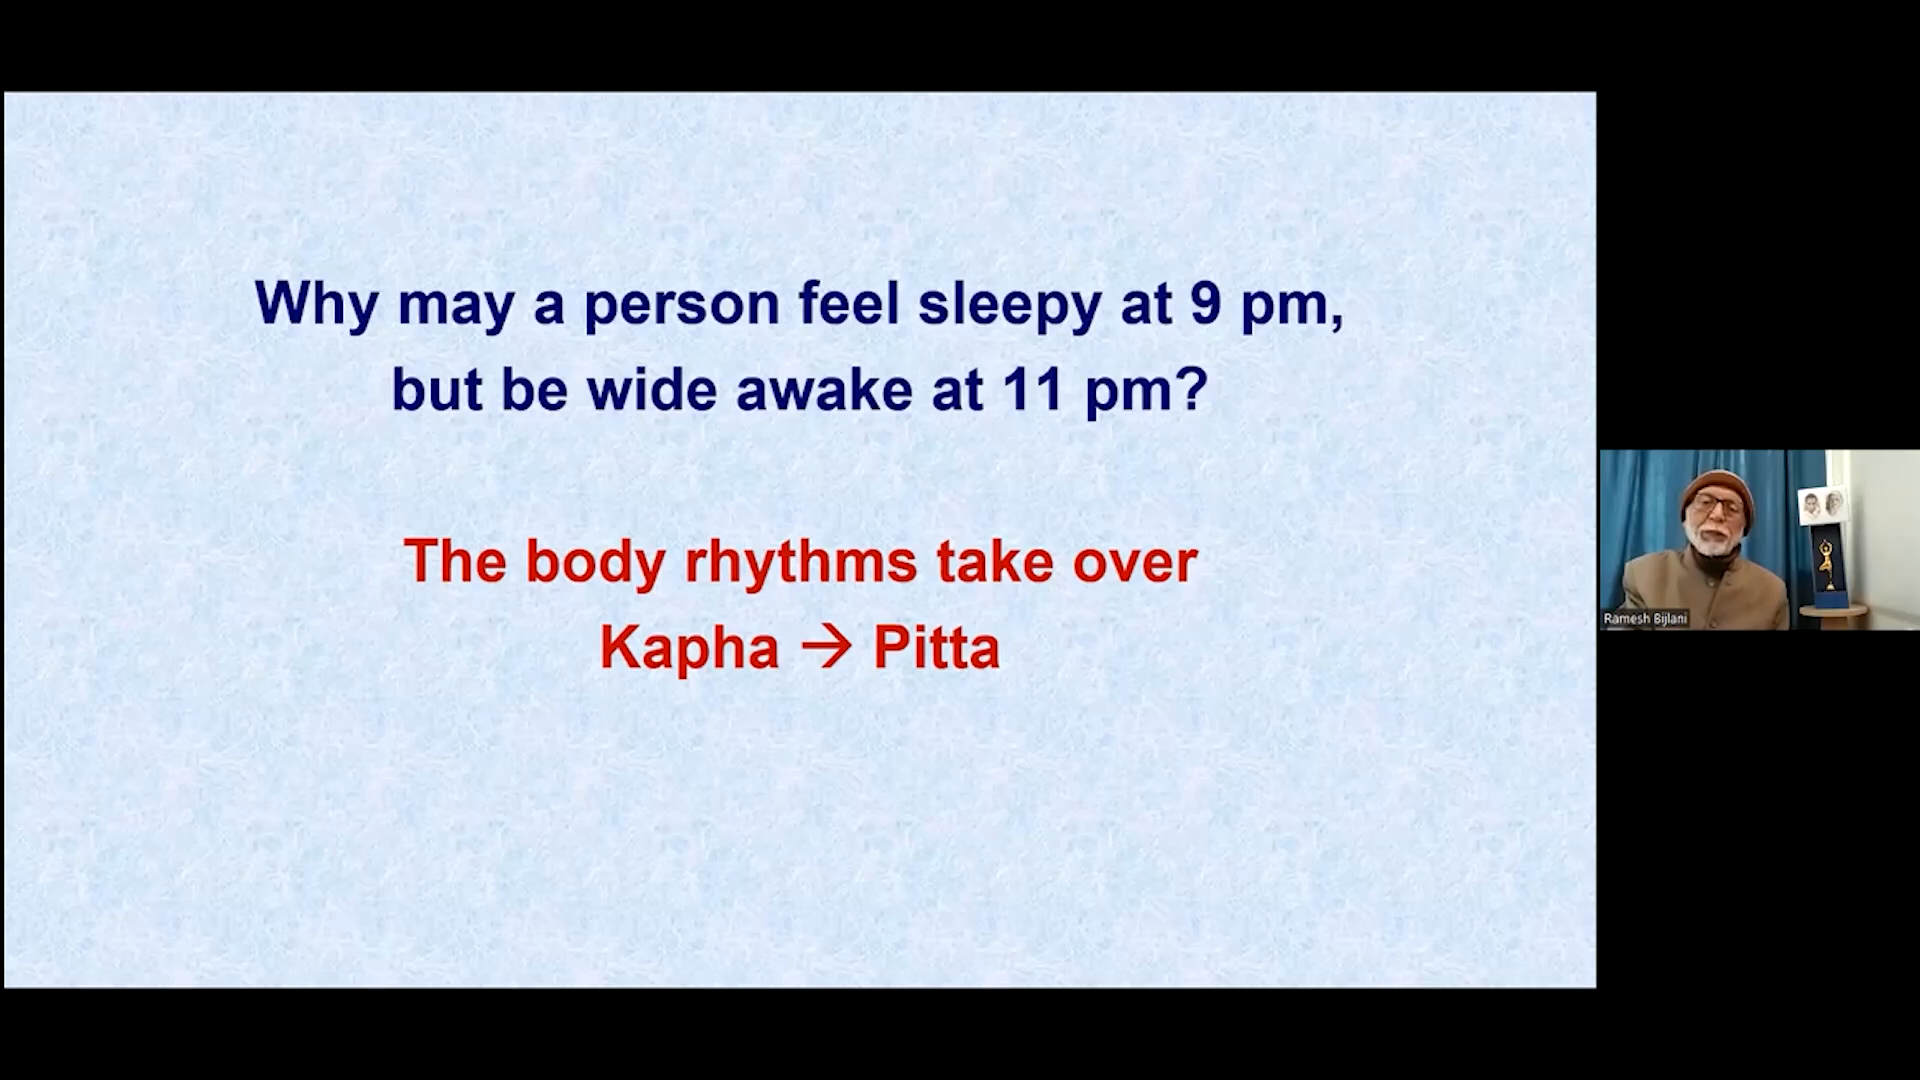 Why may a person feel sleepy at 9 pm,
but be wide awake at 11 pm?
The body rhythms take over
Kapha → Pitta
Ramesh Bijlani